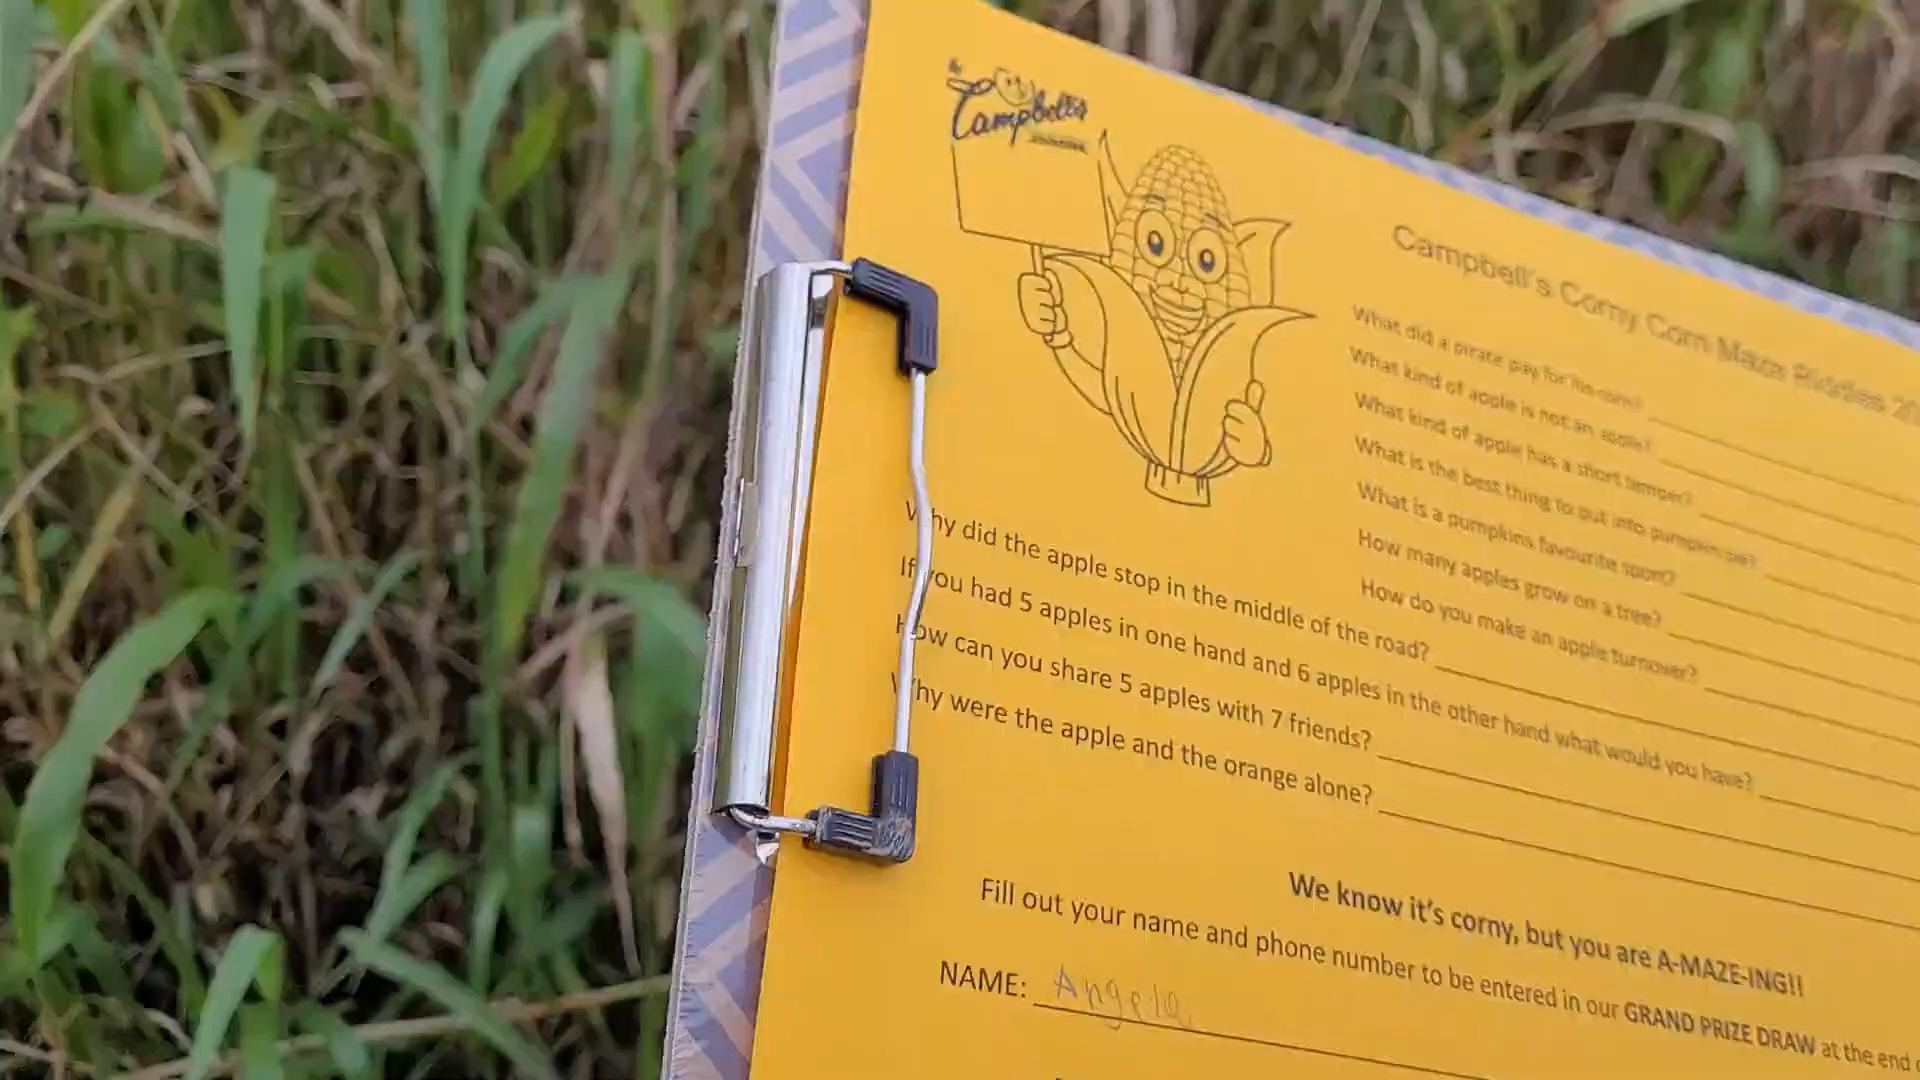 Campbell's
Campbell's Corny Corn Maze Riddles
What did a pirate pay for his corn?
What kind of apple is not an apple?
What kind of apple has a short temper?
What is the best thing to put into pumpkin pie?
What is a pumpkins favourite sport?
How many apples grow on a tree?
How do you make an apple turnover?
Why did the apple stop in the middle of the road?
If you had 5 apples in one hand and 6 apples in the other hand what would you have?
How can you share 5 apples with 7 friends?
Why were the apple and the orange alone?
We know it's corny, but you are A-MAZE-ING!!
Fill out your name and phone number to be entered in our GRAND PRIZE DRAW at the end
NAME: Angela